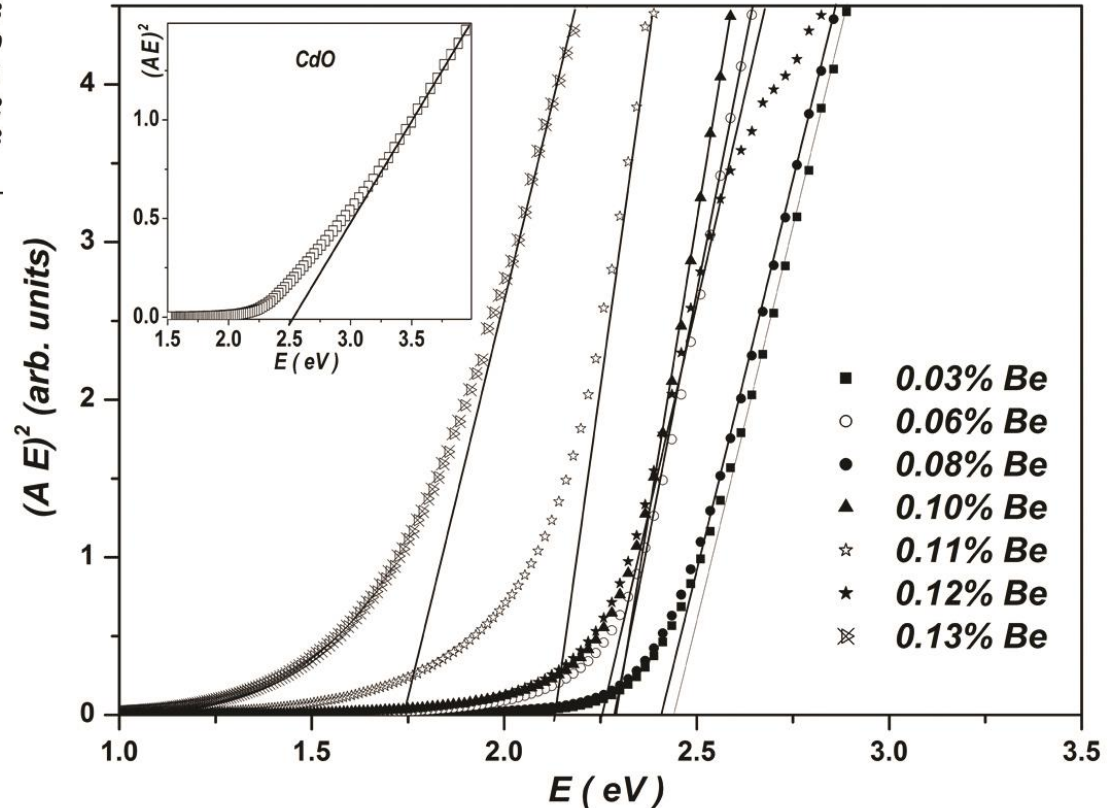 (AE)²
CdO
1.0
0.5
0.0
1.5 2.0 2.5 3.0 3.5
E ( eV)
4
3
2
1
0
(A E)² (arb. units)
0.03% Be
0.06% Be
0.08% Be
0.10% Be
0.11% Be
0.12% Be
0.13% Be
1.0 1.5 2.0 2.5 3.0 3.5
E ( eV)